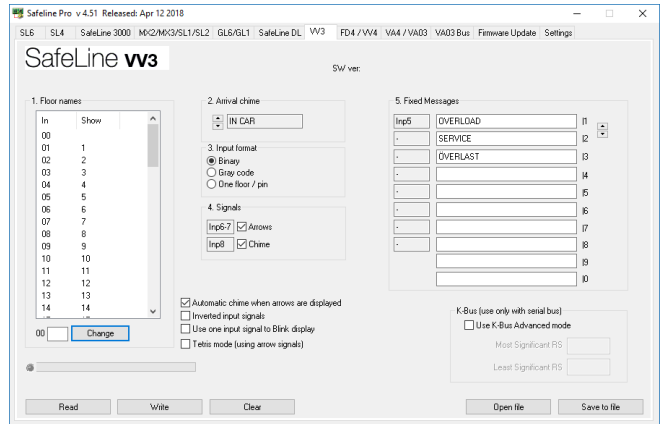 Safeline Pro v 4.51 Released: Apr 12 2018
SL6 SL4 SafeLine 3000 MX2/MX3/SL1/SL2 GL6/GL1 SafeLine DL VV3 FD4 / VV4 VA4 / VA03 VA03 Bus Firmware Update Settings
SafeLine VV3
SW ver:
1. Floor names
In Show
00
01 1
02 2
03 3
04 4
05 5
06 6
07 7
08 8
09 9
10 10
11 11
12 12
13 13
14 14
00 Change
2. Arrival chime
IN CAR
3. Input format
Binary
Gray code
One floor / pin
4. Signals
Inp6-7 Arrows
Inp8 Chime
Automatic chime when arrows are displayed
Inverted input signals
Use one input signal to Blink display
Tetris mode (using arrow signals)
5. Fixed Messages
Inp5 OVERLOAD |1
- SERVICE |2
- ÖVERLAST |3
- |4
- |5
- |6
- |7
- |8
|9
|0
K-Bus (use only with serial bus)
Use K-Bus Advanced mode
Most Significant RS
Least Significant RS
Read Write Clear Open file Save to file